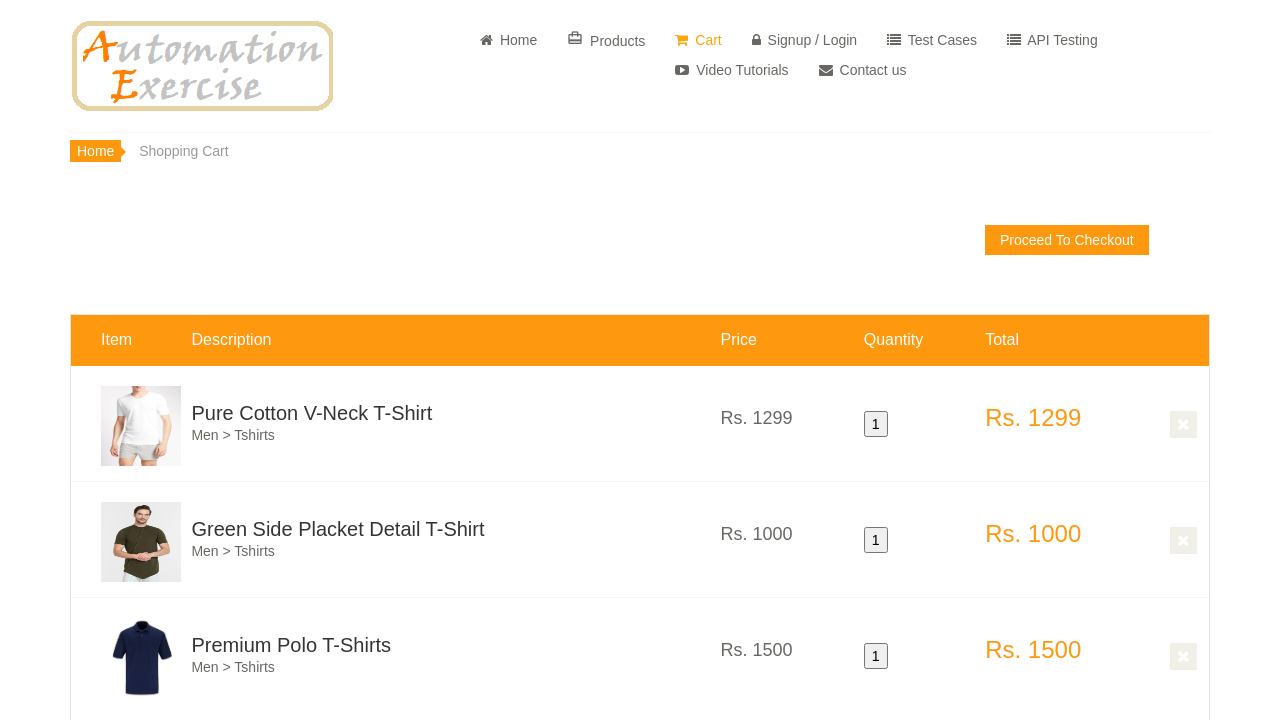 Automation
Exercise
Home
Products
Cart
Signup / Login
Test Cases
API Testing
Video Tutorials
Contact us
Home
Shopping Cart
Proceed To Checkout
Item Description Price Quantity Total
Pure Cotton V-Neck T-Shirt
Men > Tshirts
Rs. 1299
1
Rs. 1299
Green Side Placket Detail T-Shirt
Men > Tshirts
Rs. 1000
1
Rs. 1000
Premium Polo T-Shirts
Men > Tshirts
Rs. 1500
1
Rs. 1500